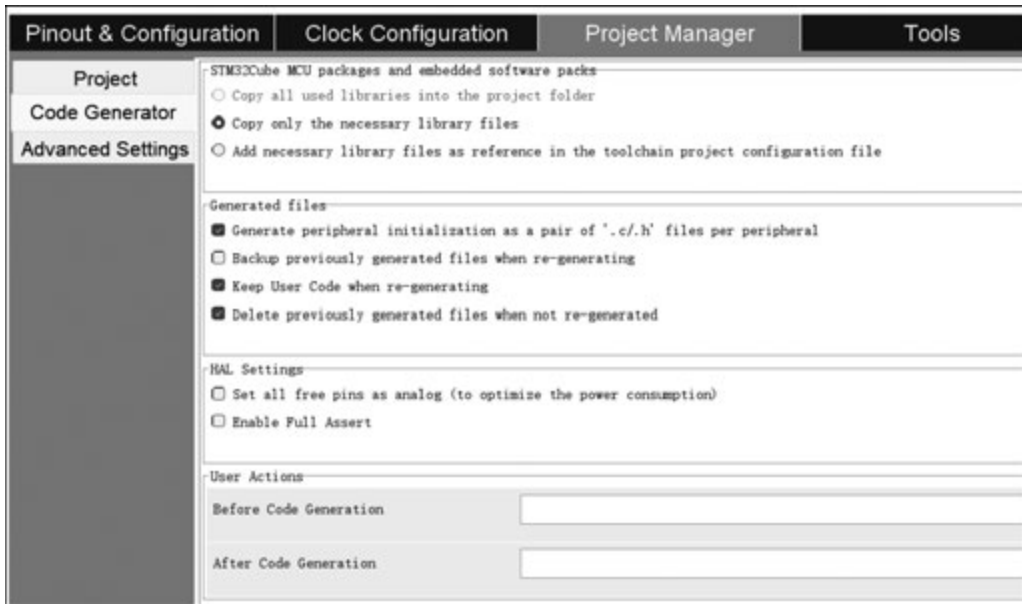 Pinout & Configuration Clock Configuration Project Manager Tools
Project
Code Generator
Advanced Settings
STM32Cube MCU packages and embedded software packs
Copy all used libraries into the project folder
Copy only the necessary library files
Add necessary library files as reference in the toolchain project configuration file
Generated files
Generate peripheral initialization as a pair of '.c/.h' files per peripheral
Backup previously generated files when re-generating
Keep User Code when re-generating
Delete previously generated files when not re-generated
HAL Settings
Set all free pins as analog (to optimize the power consumption)
Enable Full Assert
User Actions
Before Code Generation
After Code Generation